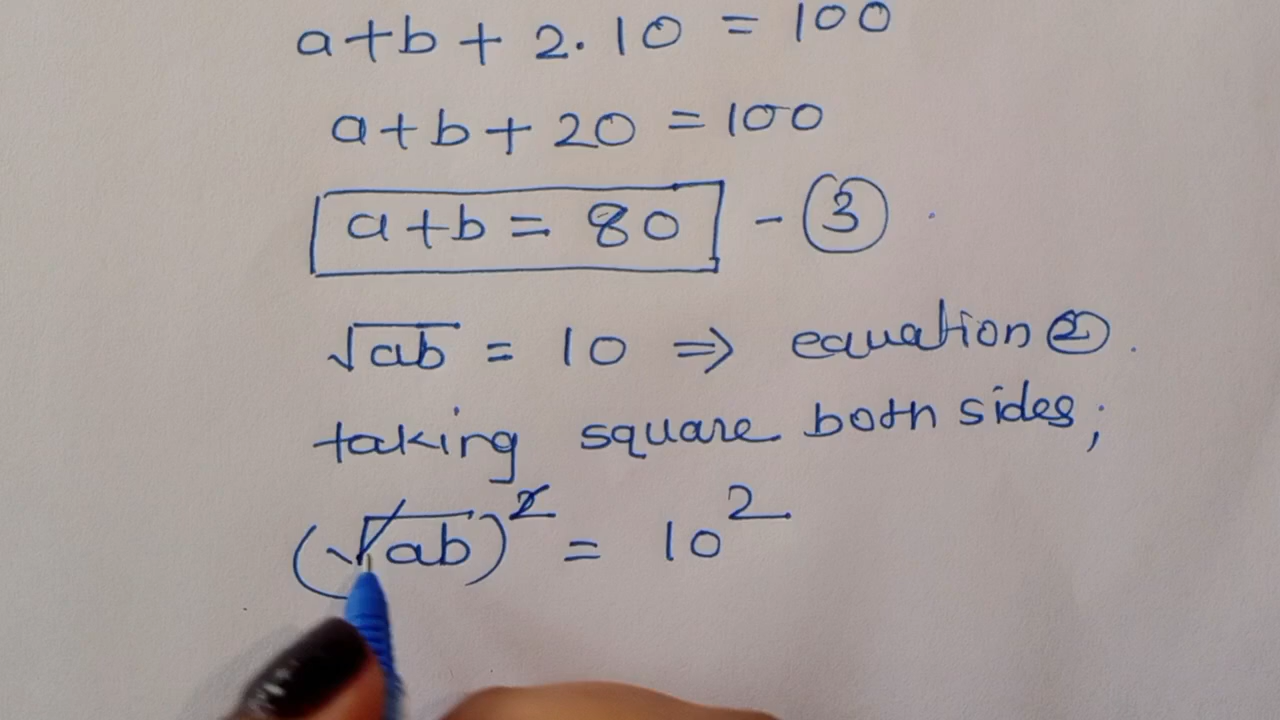 a+b + 2·10 = 100
a+b + 20 = 100
a+b = 80 - ③
√ab = 10 ⇒ equation ②.
taking square both sides;
(√ab)² = 10²